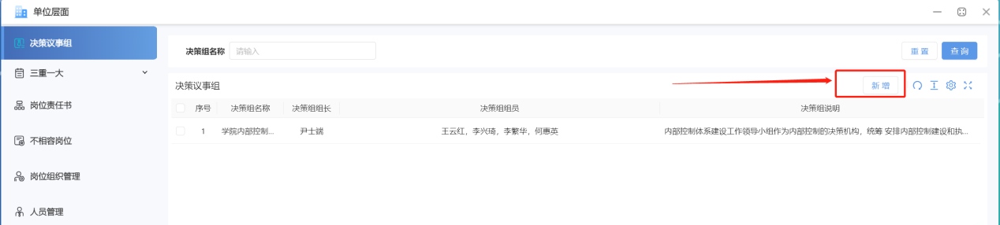 单位层面
决策议事组
三重一大
岗位责任书
不相容岗位
岗位组织管理
人员管理
决策组名称 请输入 重置 查询
决策议事组 新增
序号 决策组名称 决策组组长 决策组组员 决策组说明
1 学院内部控制... 尹士端 王云红，李兴琦，李繁华，何惠英 内部控制体系建设工作领导小组作为内部控制的决策机构，统筹 安排内部控制建设和执...